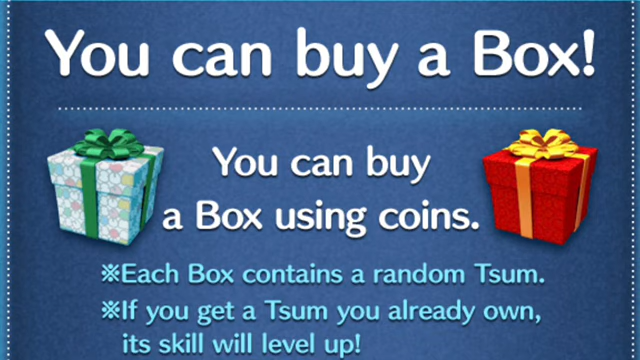 You can buy a Box!
You can buy
a Box using coins.
※Each Box contains a random Tsum.
※If you get a Tsum you already own,
its skill will level up!